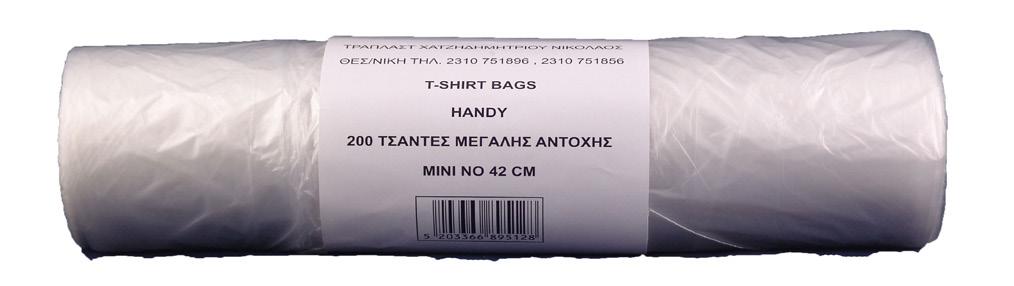 ΤΡΑΠΛΑΣΤ ΧΑΤΖΗΔΗΜΗΤΡΙΟΥ ΝΙΚΟΛΑΟΣ
ΘΕΣ/ΝΙΚΗ ΤΗΛ. 2310 751896 , 2310 751856
T-SHIRT BAGS
HANDY
200 ΤΣΑΝΤΕΣ ΜΕΓΑΛΗΣ ΑΝΤΟΧΗΣ
MINI NO 42 CM
5 203366 895128